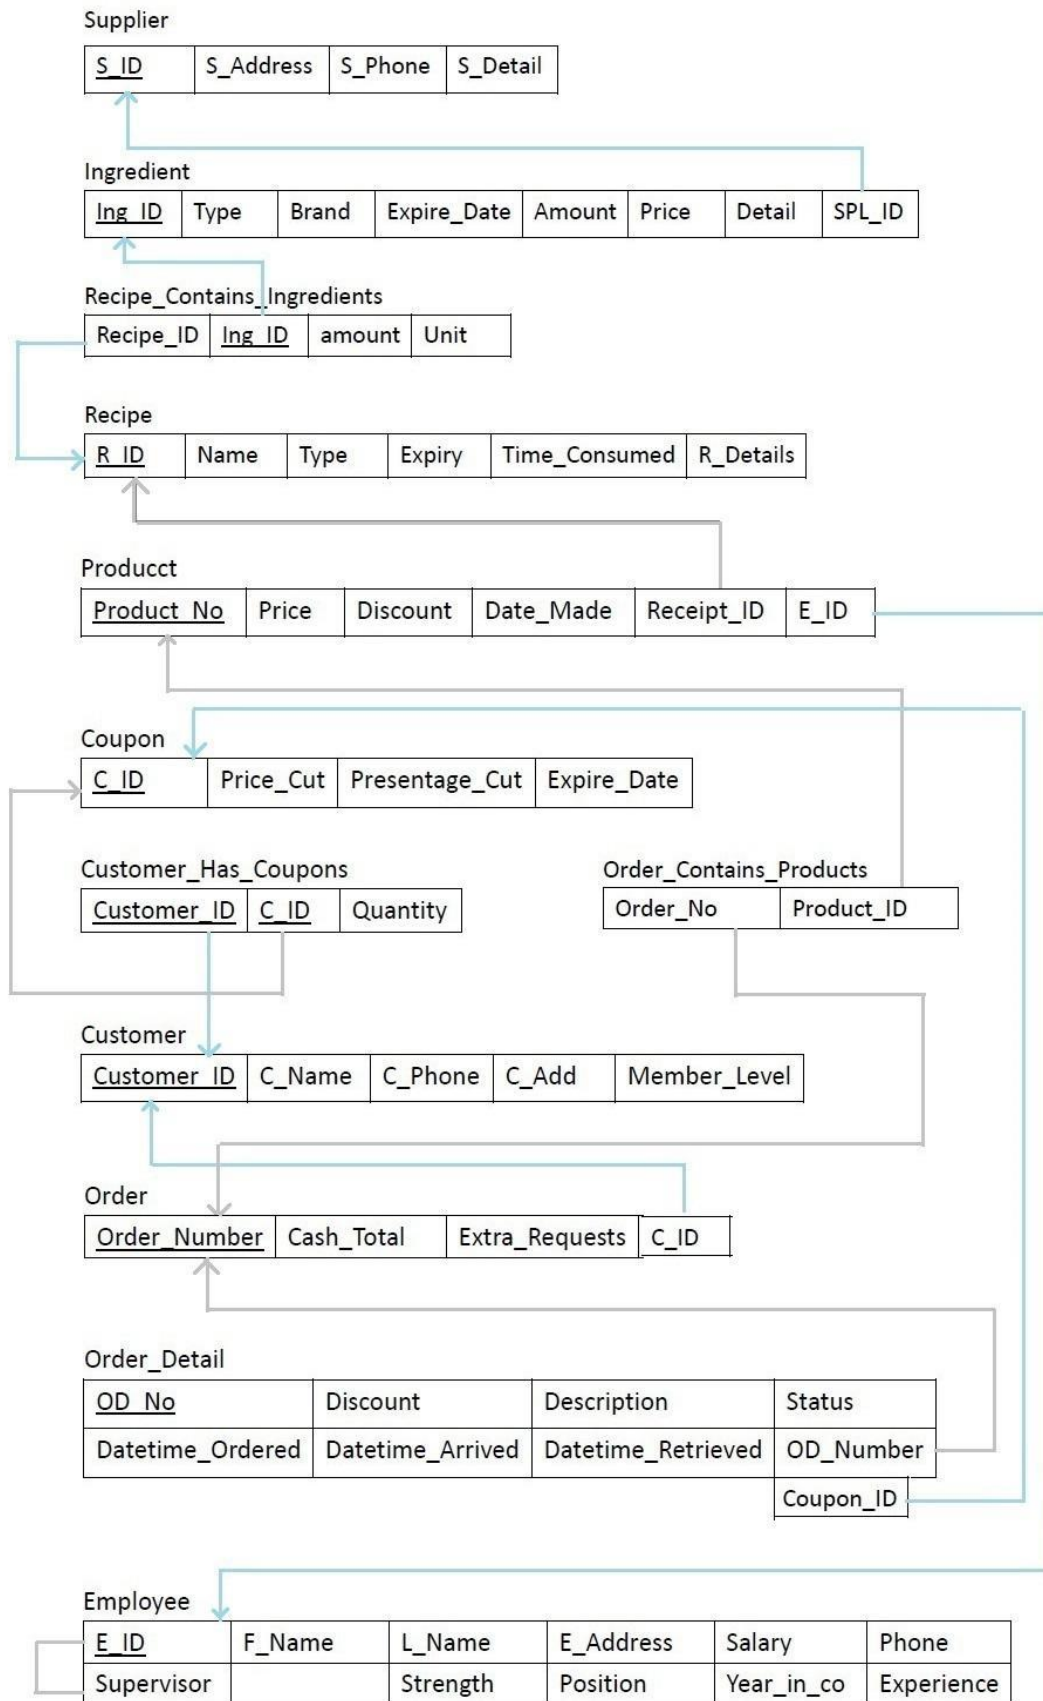 Supplier
S_ID S_Address S_Phone S_Detail
Ingredient
Ing_ID Type Brand Expire_Date Amount Price Detail SPL_ID
Recipe_Contains_Ingredients
Recipe_ID Ing_ID amount Unit
Recipe
R_ID Name Type Expiry Time_Consumed R_Details
Producct
Product_No Price Discount Date_Made Receipt_ID E_ID
Coupon
C_ID Price_Cut Presentage_Cut Expire_Date
Customer_Has_Coupons
Customer_ID C_ID Quantity
Order_Contains_Products
Order_No Product_ID
Customer
Customer_ID C_Name C_Phone C_Add Member_Level
Order
Order_Number Cash_Total Extra_Requests C_ID
Order_Detail
OD_No Discount Description Status
Datetime_Ordered Datetime_Arrived Datetime_Retrieved OD_Number
Coupon_ID
Employee
E_ID F_Name L_Name E_Address Salary Phone
Supervisor Strength Position Year_in_co Experience